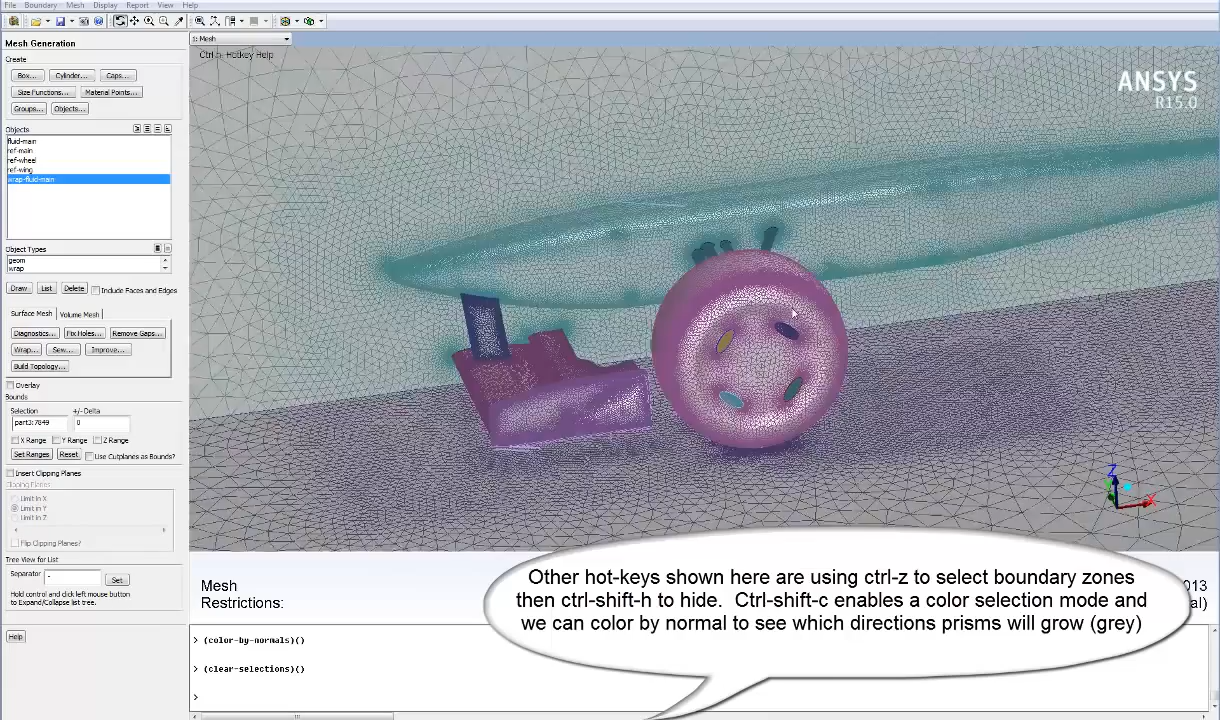 File Boundary Mesh Display Report View Help
1: Mesh
Mesh Generation
Create
Box... Cylinder... Caps...
Size Functions... Material Points...
Groups... Objects...
Objects
fluid-main
ref-main
ref-wheel
ref-wing
wrap-fluid-main
Object Types
geom
wrap
Draw List Delete Include Faces and Edges
Surface Mesh Volume Mesh
Diagnostics... Fix Holes... Remove Gaps...
Wrap... Sew... Improve...
Build Topology...
Overlay
Bounds
Selection +/- Delta
part3:7849 0
X Range Y Range Z Range
Set Ranges Reset Use Cutplanes as Bounds?
Insert Clipping Planes
Clipping Planes
Limit in X
Limit in Y
Limit in Z
Flip Clipping Planes?
Tree View for List
Separator - Set
Hold control and click left mouse button
to Expand/Collapse list tree.
Help
Hotkey Help
ANSYS
R15.0
Z
X
Mesh
Restrictions:
2013
Other hot-keys shown here are using ctrl-z to select boundary zones
then ctrl-shift-h to hide. Ctrl-shift-c enables a color selection mode and
we can color by normal to see which directions prisms will grow (grey)
> (color-by-normals)()
> (clear-selections)()
>